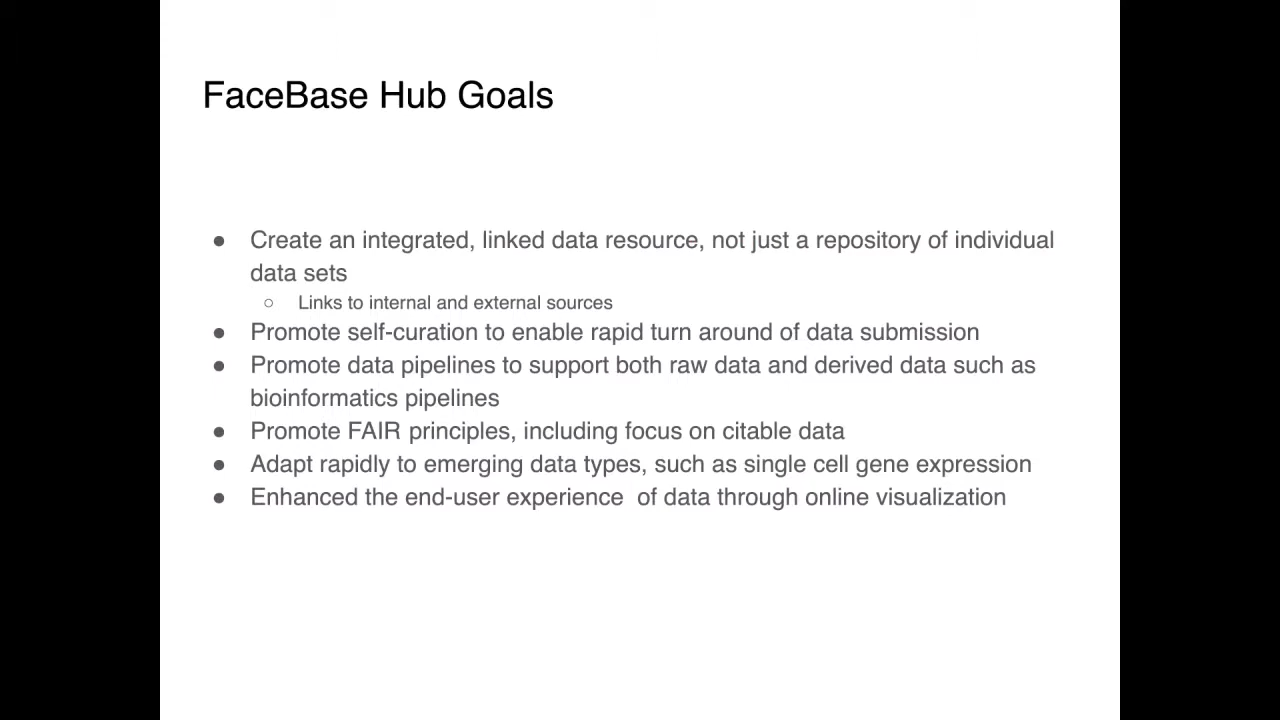 FaceBase Hub Goals
● Create an integrated, linked data resource, not just a repository of individual
data sets
○ Links to internal and external sources
● Promote self-curation to enable rapid turn around of data submission
● Promote data pipelines to support both raw data and derived data such as
bioinformatics pipelines
● Promote FAIR principles, including focus on citable data
● Adapt rapidly to emerging data types, such as single cell gene expression
● Enhanced the end-user experience  of data through online visualization